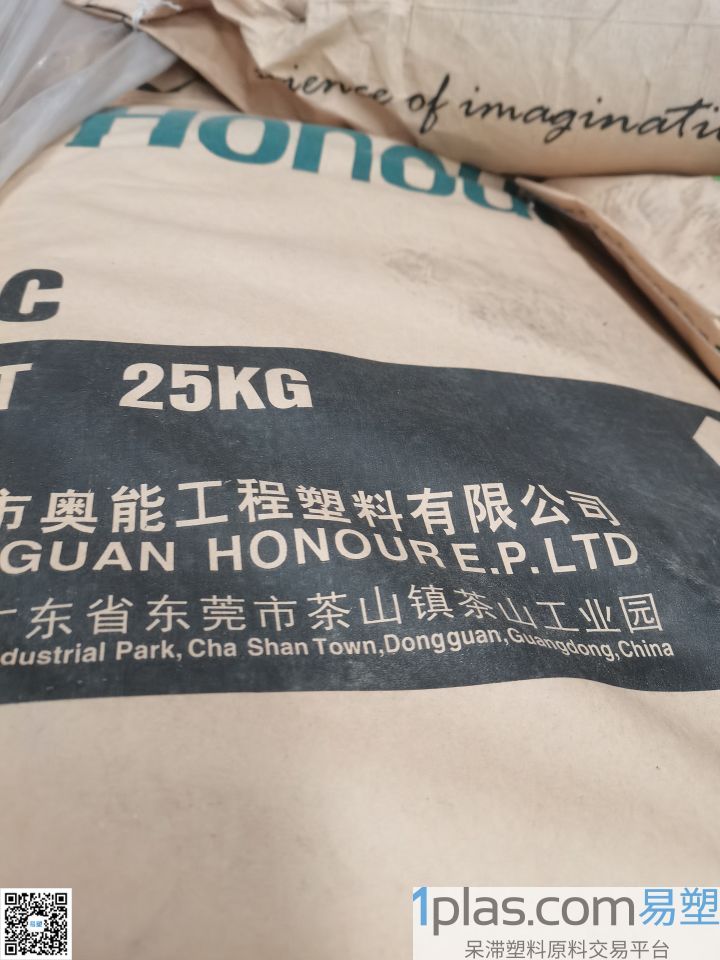 ience of imaginati
Honou
C
T 25KG
市奥能工程塑料有限公司
GUAN HONOUR E.P.LTD
广东省东莞市茶山镇茶山工业园
dustrial Park,Cha Shan Town,Dongguan,Guangdong,China
1plas.com易塑
呆滞塑料原料交易平台